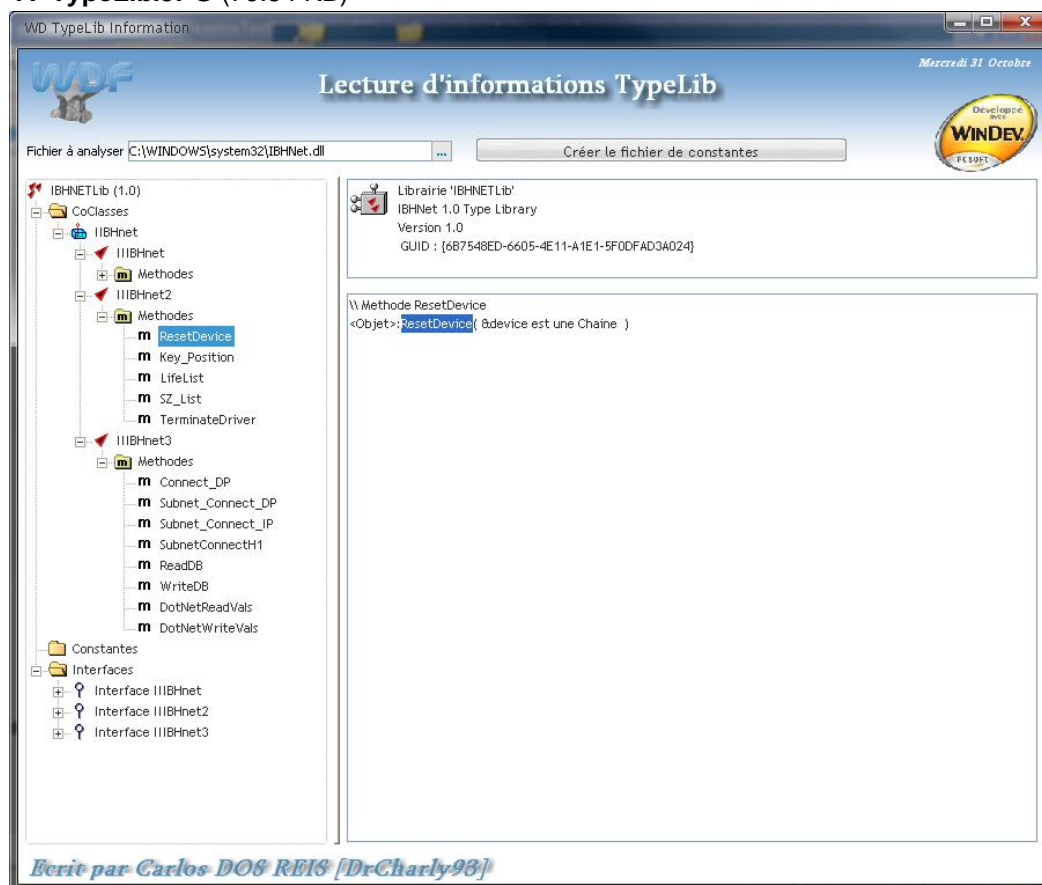 WD TypeLib Information
WDF
Lecture d'informations TypeLib
Mercredi 31 Octobre
Développé
avec
WINDEV
PC SOFT
Fichier à analyser C:\WINDOWS\system32\IBHNet.dll
...
Créer le fichier de constantes
IBHNETLib (1.0)
CoClasses
IIBHnet
IIIBHnet
m Methodes
IIIBHnet2
m Methodes
m ResetDevice
m Key_Position
m LifeList
m SZ_List
m TerminateDriver
IIIBHnet3
m Methodes
m Connect_DP
m Subnet_Connect_DP
m Subnet_Connect_IP
m SubnetConnectH1
m ReadDB
m WriteDB
m DotNetReadVals
m DotNetWriteVals
Constantes
Interfaces
Interface IIIBHnet
Interface IIIBHnet2
Interface IIIBHnet3
Librairie 'IBHNETLib'
IBHNet 1.0 Type Library
Version 1.0
GUID : {6B7548ED-6605-4E11-A1E1-5F0DFAD3A024}
\\ Methode ResetDevice
<Objet>:ResetDevice( &device est une Chaine )
Ecrit par Carlos DOS REIS [DrCharly93]